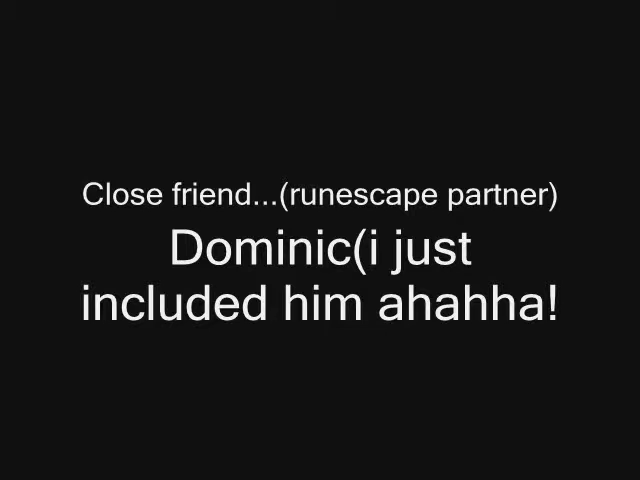 Close friend...(runescape partner)
Dominic(i just
included him ahahha!